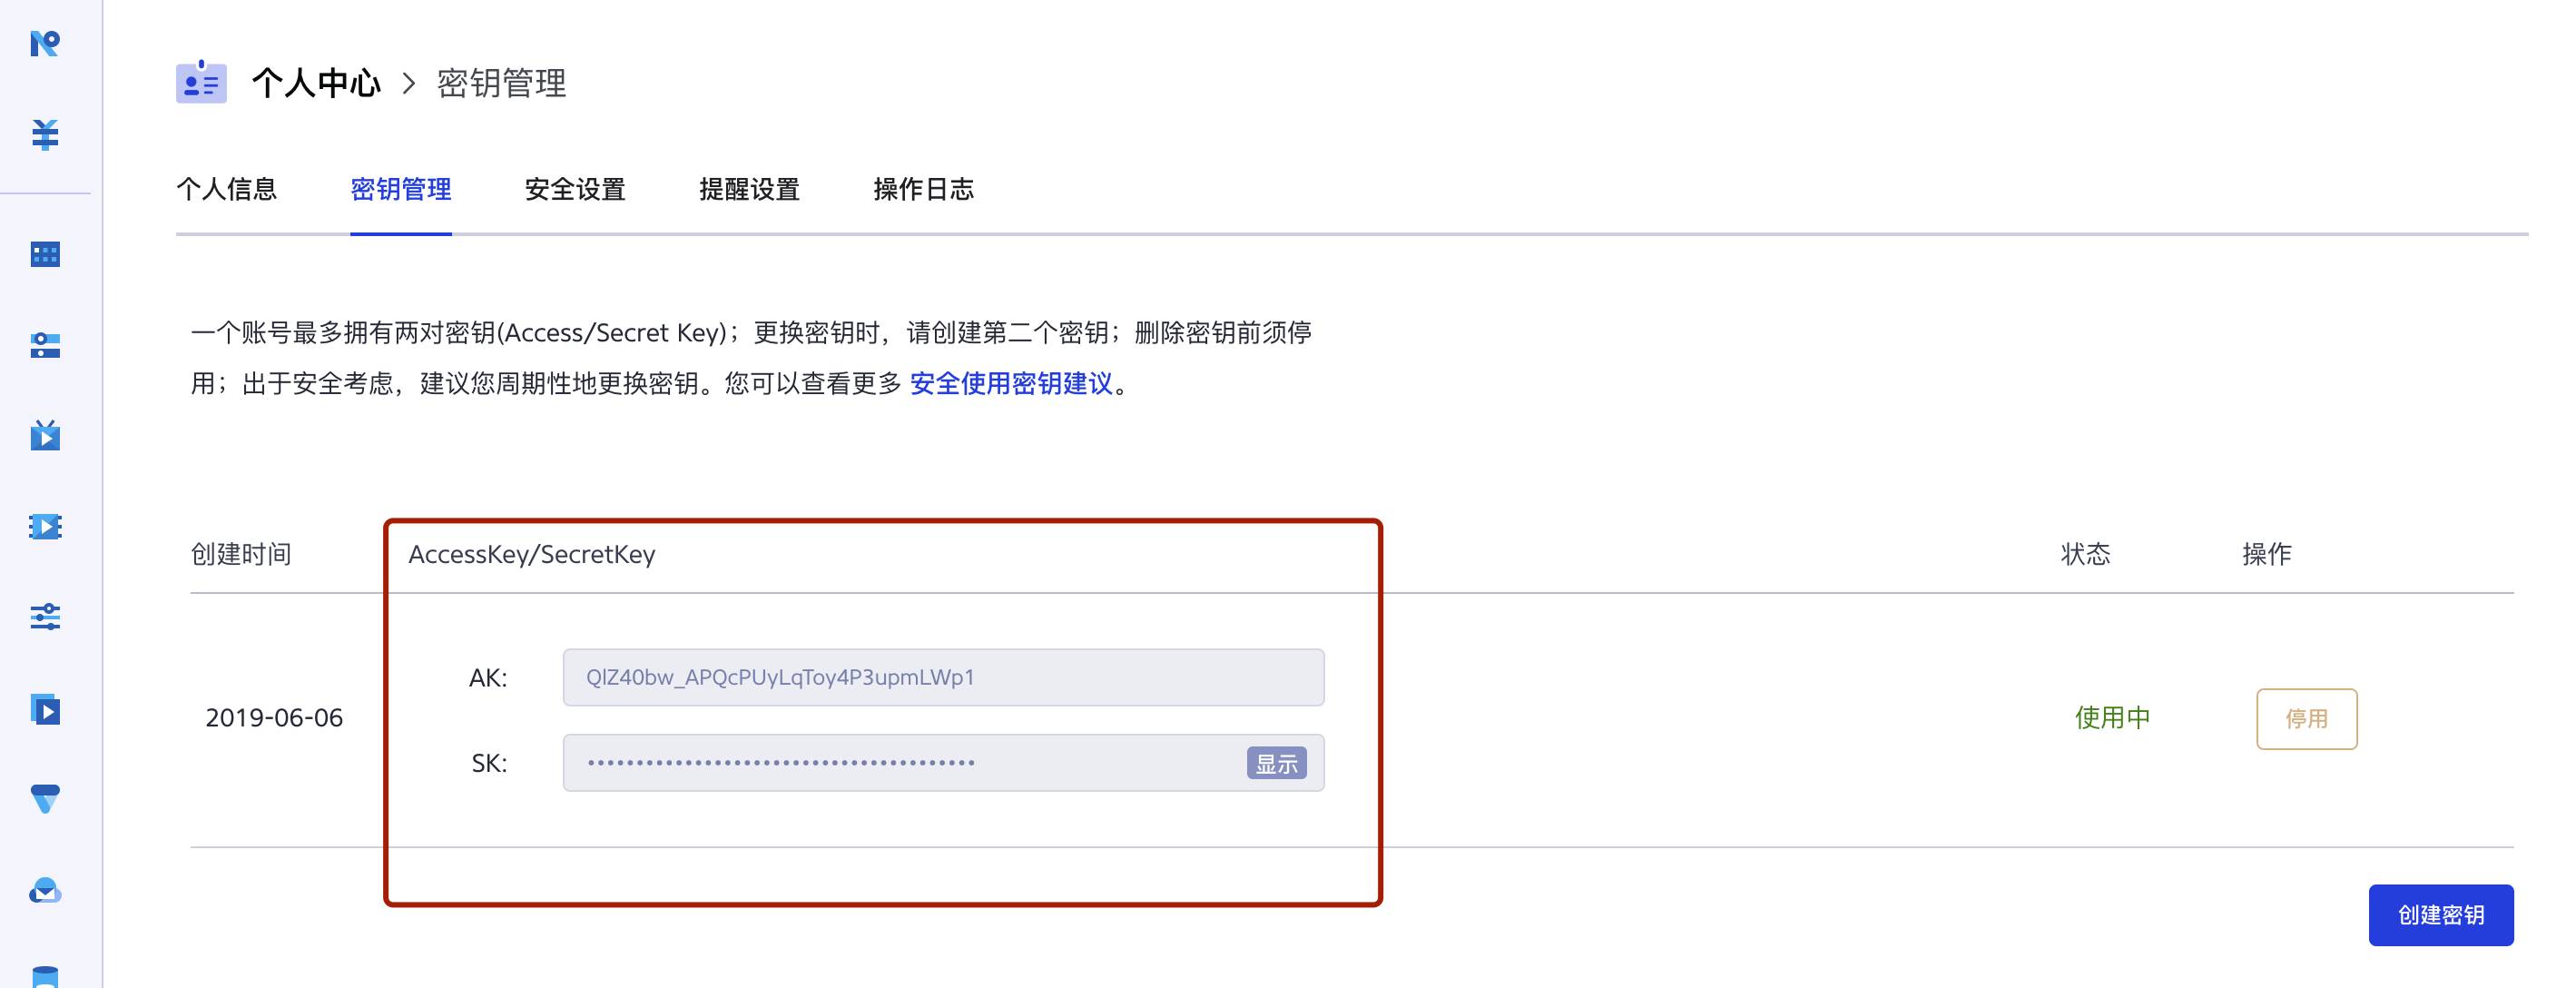 个人中心 > 密钥管理
个人信息 密钥管理 安全设置 提醒设置 操作日志
一个账号最多拥有两对密钥(Access/Secret Key)；更换密钥时，请创建第二个密钥；删除密钥前须停
用；出于安全考虑，建议您周期性地更换密钥。您可以查看更多 安全使用密钥建议。
创建时间 AccessKey/SecretKey 状态 操作
AK: QlZ40bw_APQcPUyLqToy4P3upmLWp1
2019-06-06 使用中 停用
SK: •••••••••••••••••••••••••••••••••••••••• 显示
创建密钥